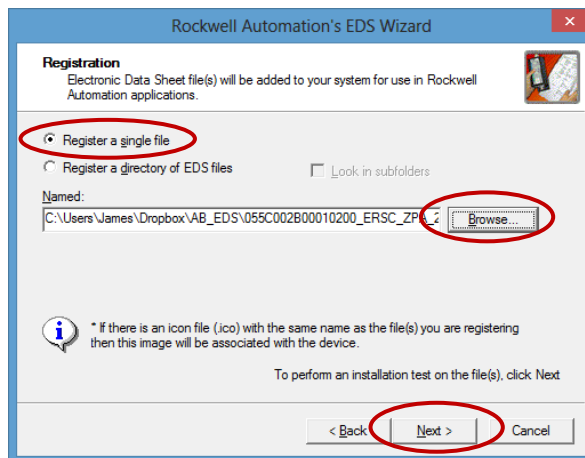 Rockwell Automation's EDS Wizard
Registration
Electronic Data Sheet file(s) will be added to your system for use in Rockwell
Automation applications.
Register a single file
Register a directory of EDS files
Look in subfolders
Named:
C:\Users\James\Dropbox\AB_EDS\055C002B00010200_ERSC_ZPA_2
Browse...
* If there is an icon file (.ico) with the same name as the file(s) you are registering
then this image will be associated with the device.
To perform an installation test on the file(s), click Next
< Back
Next >
Cancel